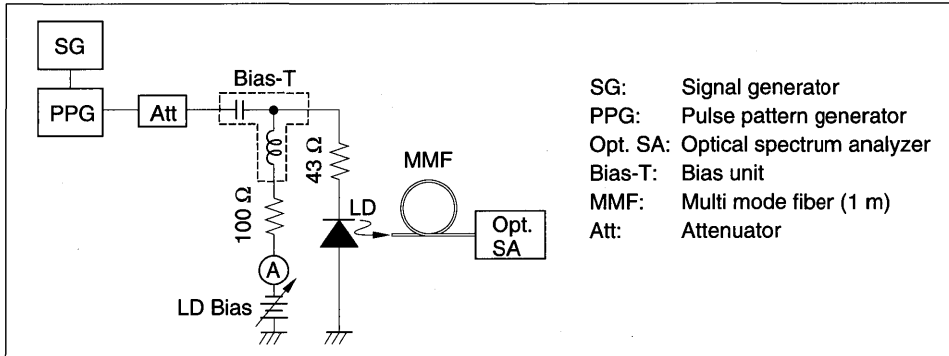 SG
PPG
Att
Bias-T
100 Ω
43 Ω
A
LD Bias
LD
MMF
Opt.
SA
SG: Signal generator
PPG: Pulse pattern generator
Opt. SA: Optical spectrum analyzer
Bias-T: Bias unit
MMF: Multi mode fiber (1 m)
Att: Attenuator